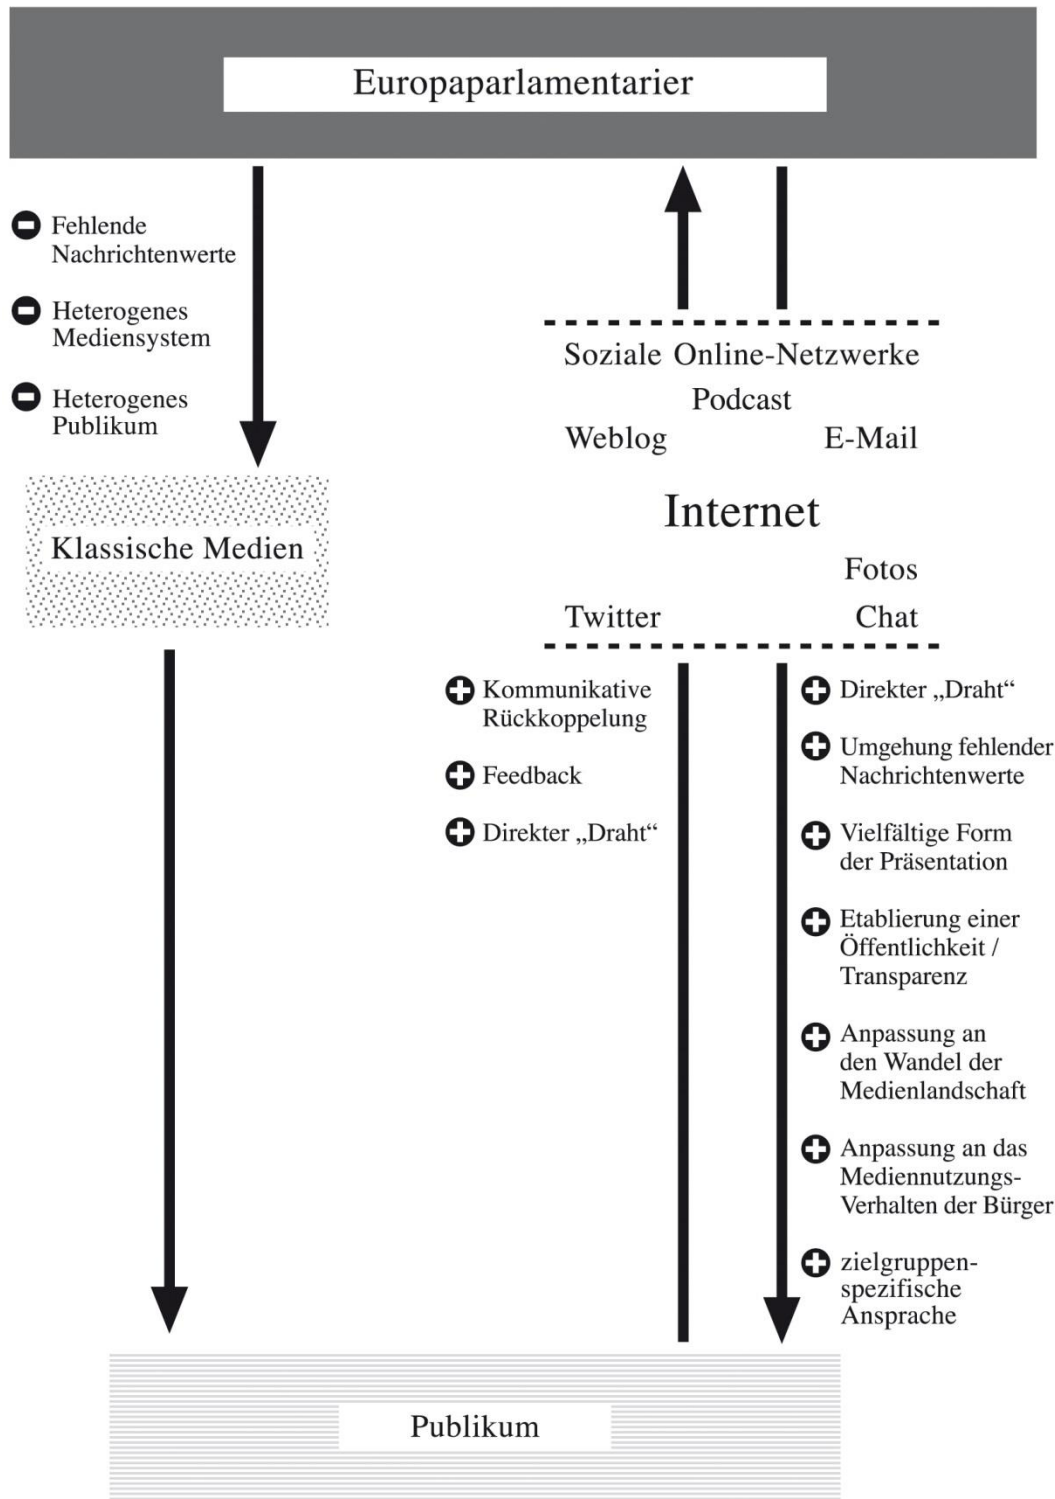 Europaparlamentarier
Fehlende
Nachrichtenwerte
Heterogenes
Mediensystem
Heterogenes
Publikum
Klassische Medien
Soziale Online-Netzwerke
Podcast
Weblog E-Mail
Internet
Fotos
Twitter Chat
Kommunikative
Rückkoppelung
Feedback
Direkter „Draht“
Direkter „Draht“
Umgehung fehlender
Nachrichtenwerte
Vielfältige Form
der Präsentation
Etablierung einer
Öffentlichkeit /
Transparenz
Anpassung an
den Wandel der
Medienlandschaft
Anpassung an das
Mediennutzungs-
Verhalten der Bürger
zielgruppen-
spezifische
Ansprache
Publikum